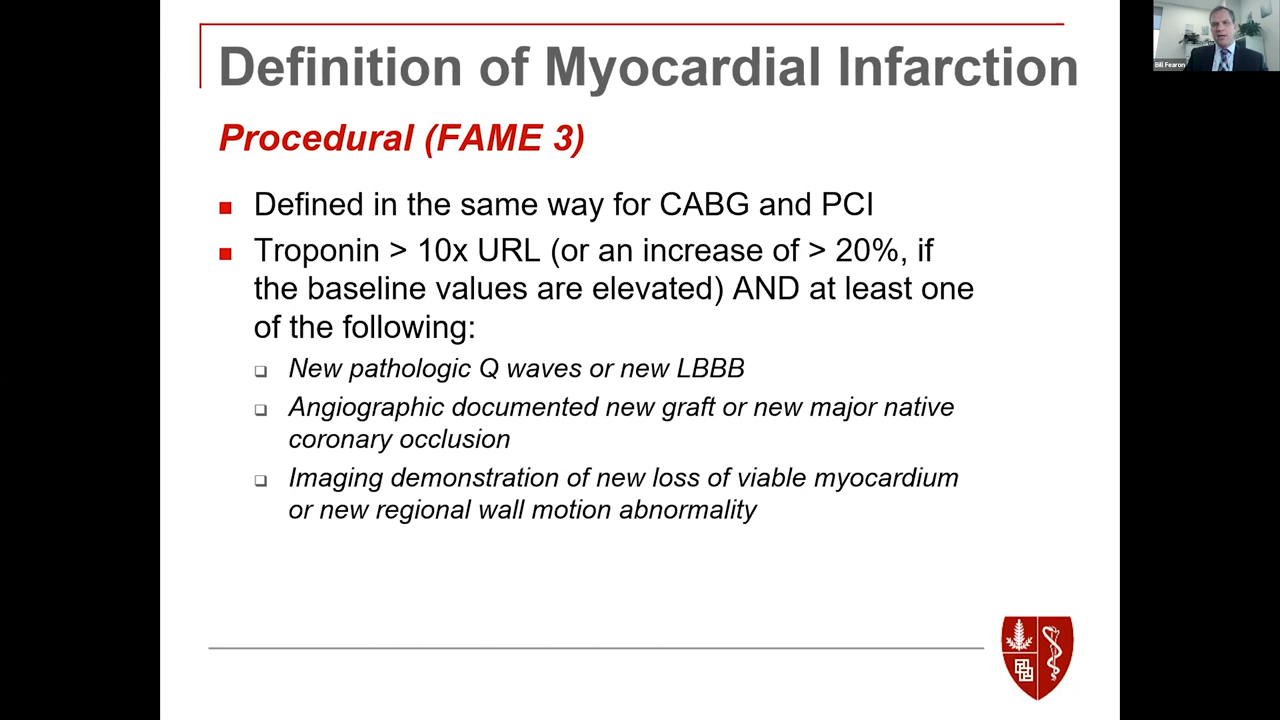 Definition of Myocardial Infarction
Procedural (FAME 3)
Defined in the same way for CABG and PCI
Troponin > 10x URL (or an increase of > 20%, if
the baseline values are elevated) AND at least one
of the following:
New pathologic Q waves or new LBBB
Angiographic documented new graft or new major native
coronary occlusion
Imaging demonstration of new loss of viable myocardium
or new regional wall motion abnormality
Bill Fearon